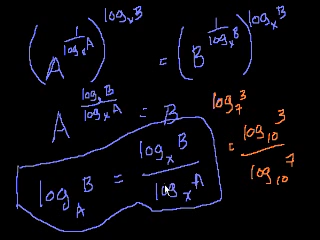 (A^(1/log_x A))^(log_x B) = (B^(1/log_x B))^(log_x B)
A^(log_x B / log_x A) = B
log_7 3
= log_10 3 / log_10 7
log_A B = log_x B / log_x A